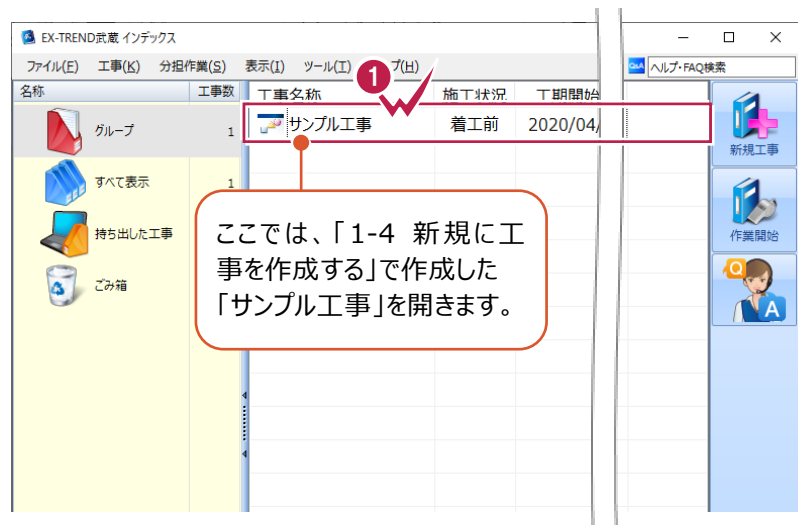 EX-TREND武蔵 インデックス
ファイル(F) 工事(K) 分担作業(S) 表示(I) ツール(T) プ(H)
Q&A ヘルプ・FAQ検索
名称 工事数 工事名称 施工状況 工期開始
1
グループ 1
サンプル工事 着工前 2020/04/
新規工事
すべて表示 1
持ち出した工事
作業開始
ごみ箱
Q
A
ここでは、「1-4 新規に工
事を作成する」で作成した
「サンプル工事」を開きます。